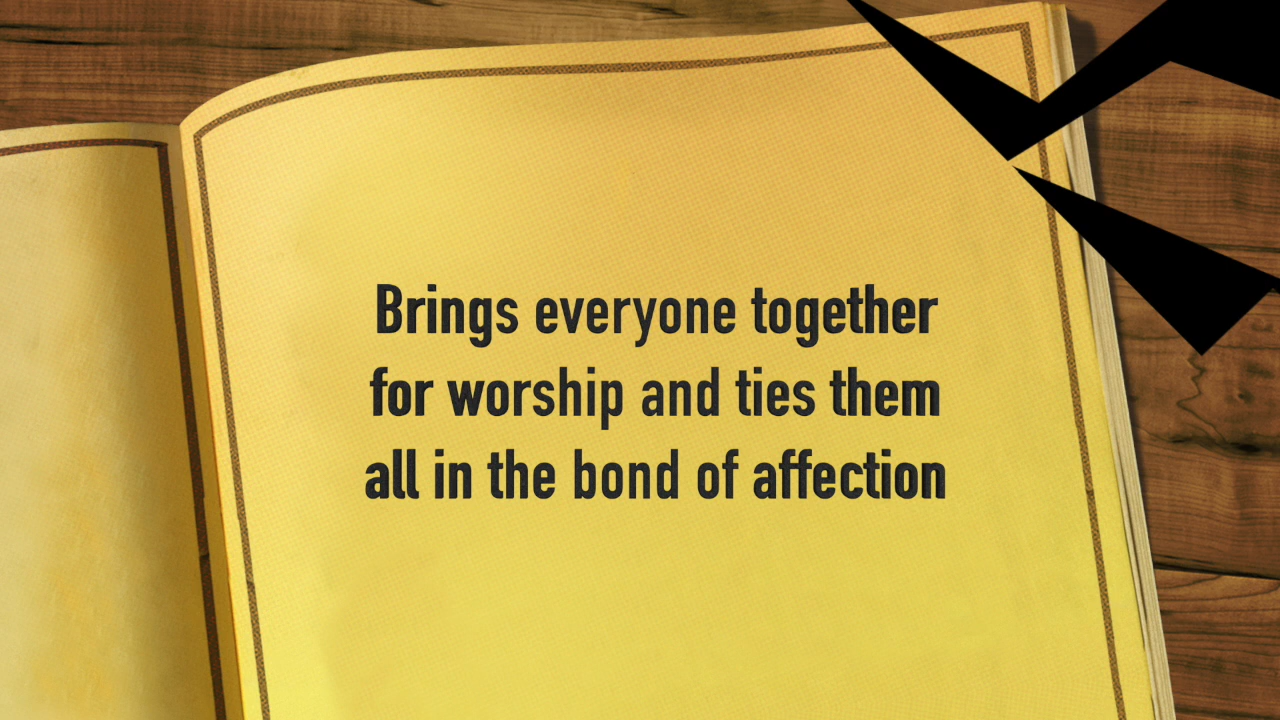 Brings everyone together
for worship and ties them
all in the bond of affection